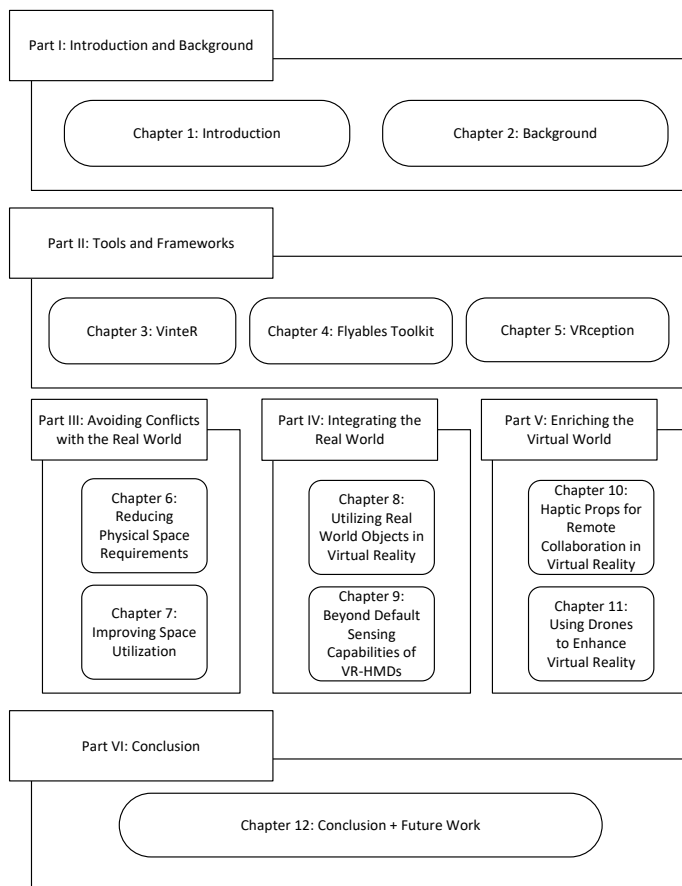 Part I: Introduction and Background
Chapter 1: Introduction
Chapter 2: Background
Part II: Tools and Frameworks
Chapter 3: VinteR
Chapter 4: Flyables Toolkit
Chapter 5: VRception
Part III: Avoiding Conflicts
with the Real World
Chapter 6:
Reducing
Physical Space
Requirements
Chapter 7:
Improving Space
Utilization
Part IV: Integrating the
Real World
Chapter 8:
Utilizing Real
World Objects in
Virtual Reality
Chapter 9:
Beyond Default
Sensing
Capabilities of
VR-HMDs
Part V: Enriching the
Virtual World
Chapter 10:
Haptic Props for
Remote
Collaboration in
Virtual Reality
Chapter 11:
Using Drones
to Enhance
Virtual Reality
Part VI: Conclusion
Chapter 12: Conclusion + Future Work